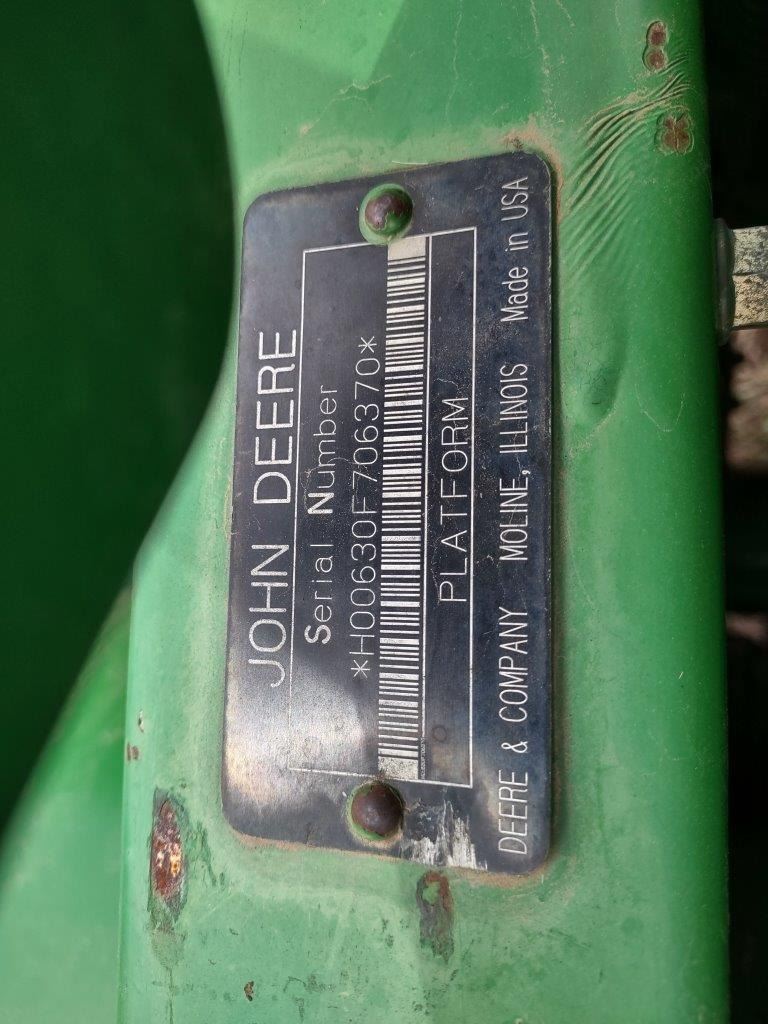 JOHN DEERE
Serial Number
*H00630F706370*
PLATFORM
DEERE & COMPANY MOLINE, ILLINOIS Made in USA